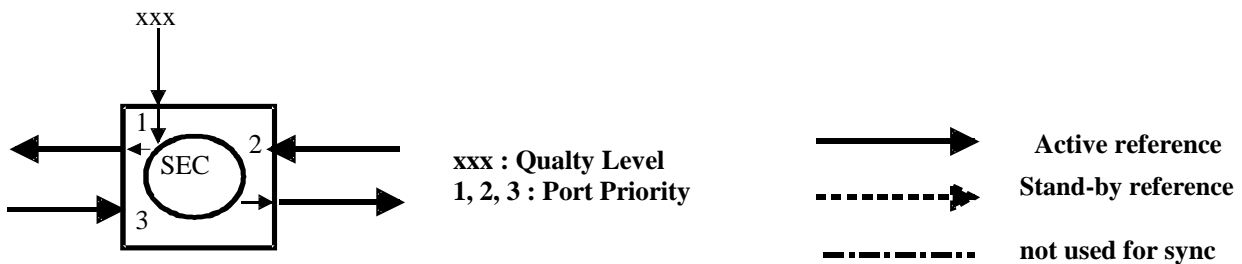 xxx
1
2
SEC
3
xxx : Qualty Level
1, 2, 3 : Port Priority
Active reference
Stand-by reference
not used for sync